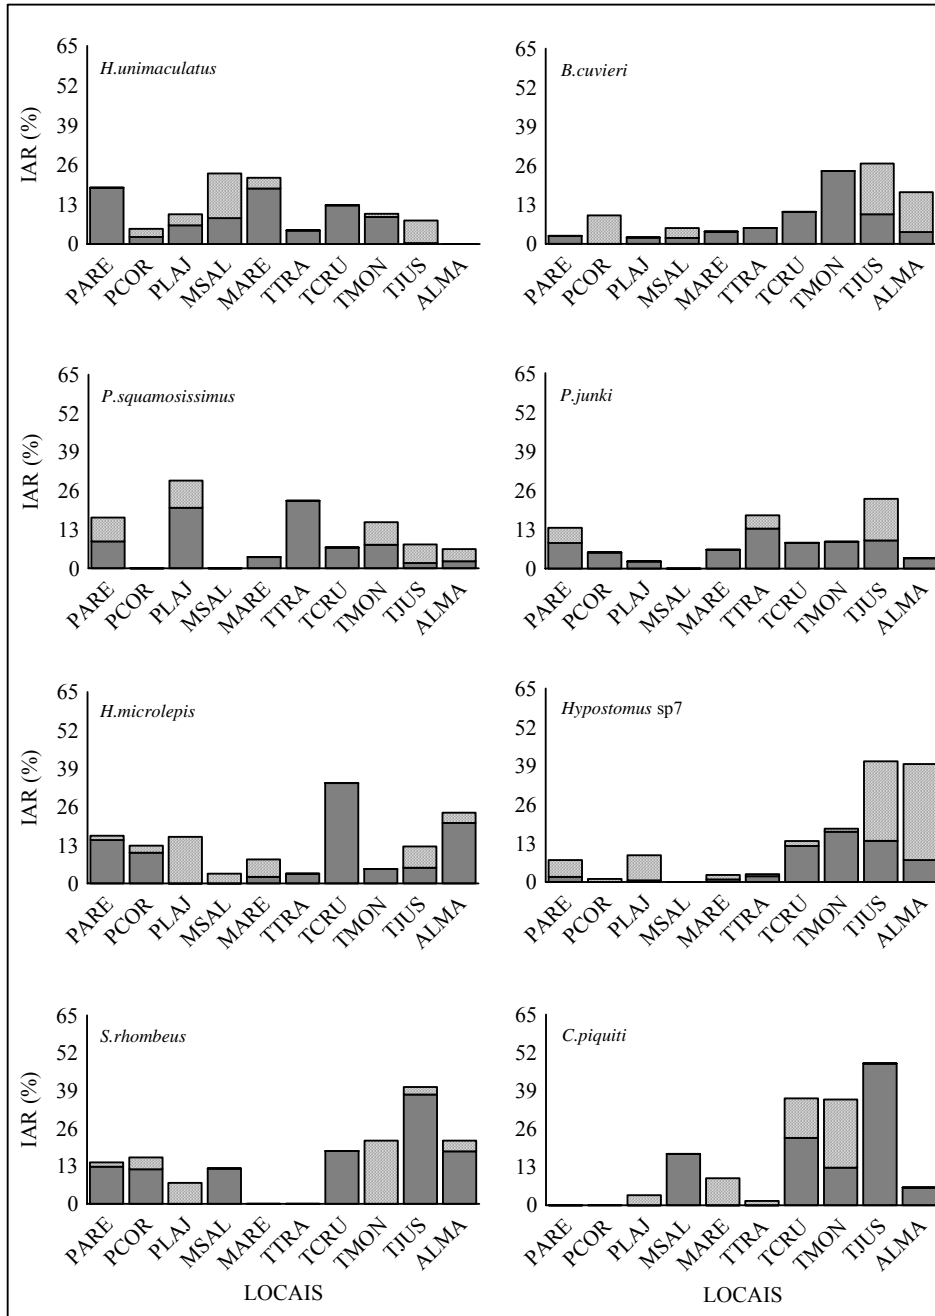 H.unimaculatus
IAR (%)
65
52
39
26
13
0
PARE PCOR PLAJ MSAL MARE TTRA TCRU TMON TJUS ALMA
B.cuvieri
65
52
39
26
13
0
PARE PCOR PLAJ MSAL MARE TTRA TCRU TMON TJUS ALMA
P.squamosissimus
IAR (%)
65
52
39
26
13
0
PARE PCOR PLAJ MSAL MARE TTRA TCRU TMON TJUS ALMA
P.junki
65
52
39
26
13
0
PARE PCOR PLAJ MSAL MARE TTRA TCRU TMON TJUS ALMA
H.microlepis
IAR (%)
65
52
39
26
13
0
PARE PCOR PLAJ MSAL MARE TTRA TCRU TMON TJUS ALMA
Hypostomus sp7
65
52
39
26
13
0
PARE PCOR PLAJ MSAL MARE TTRA TCRU TMON TJUS ALMA
S.rhombeus
IAR (%)
65
52
39
26
13
0
PARE PCOR PLAJ MSAL MARE TTRA TCRU TMON TJUS ALMA
LOCAIS
C.piquiti
65
52
39
26
13
0
PARE PCOR PLAJ MSAL MARE TTRA TCRU TMON TJUS ALMA
LOCAIS